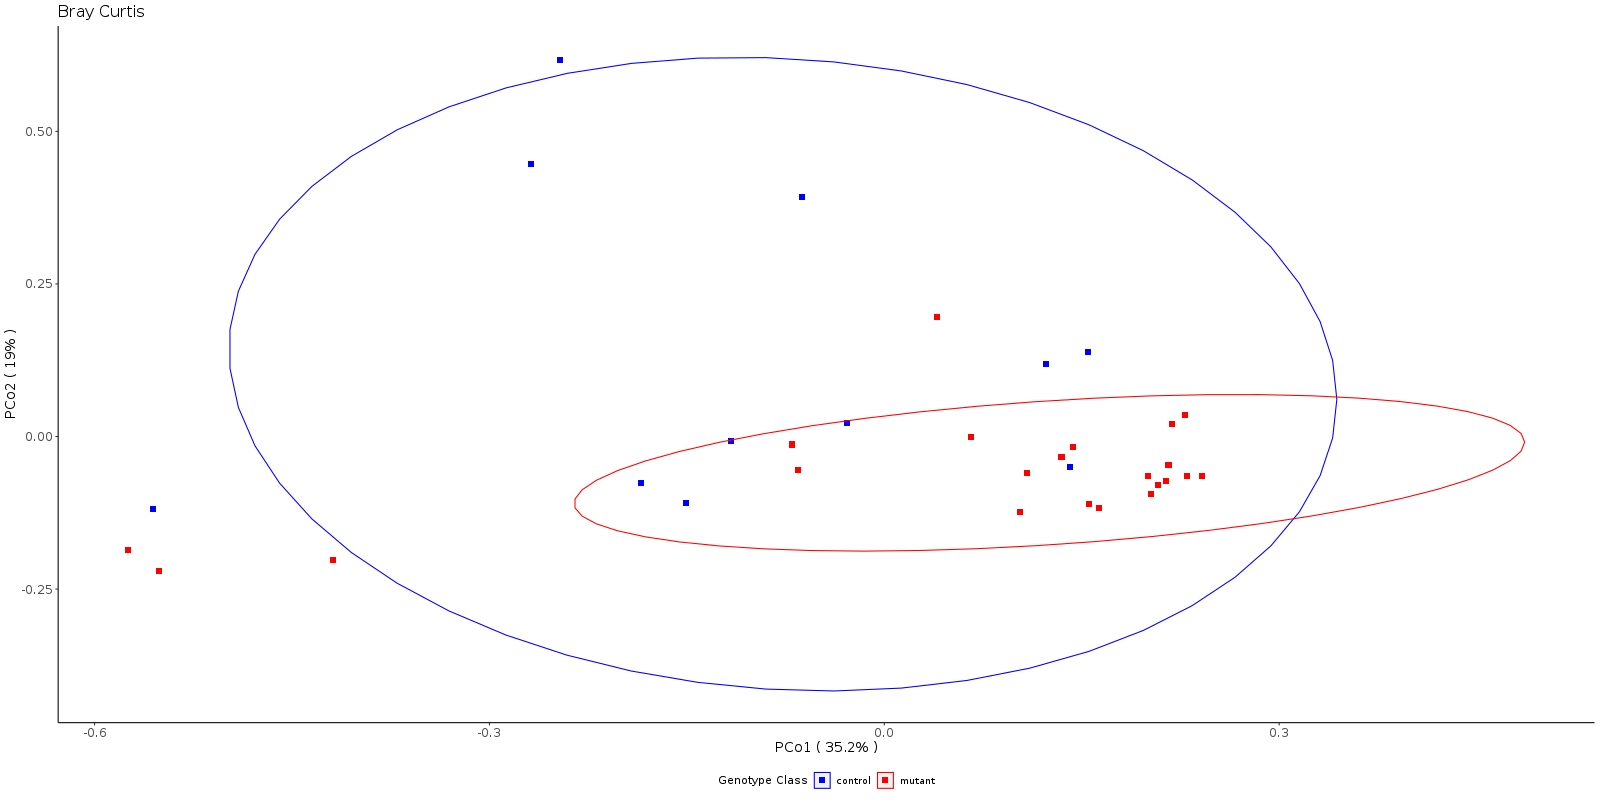 Bray Curtis
0.50
0.25
0.00
-0.25
PCo2 ( 19% )
-0.6
-0.3
0.0
0.3
PCo1 ( 35.2% )
Genotype Class control mutant